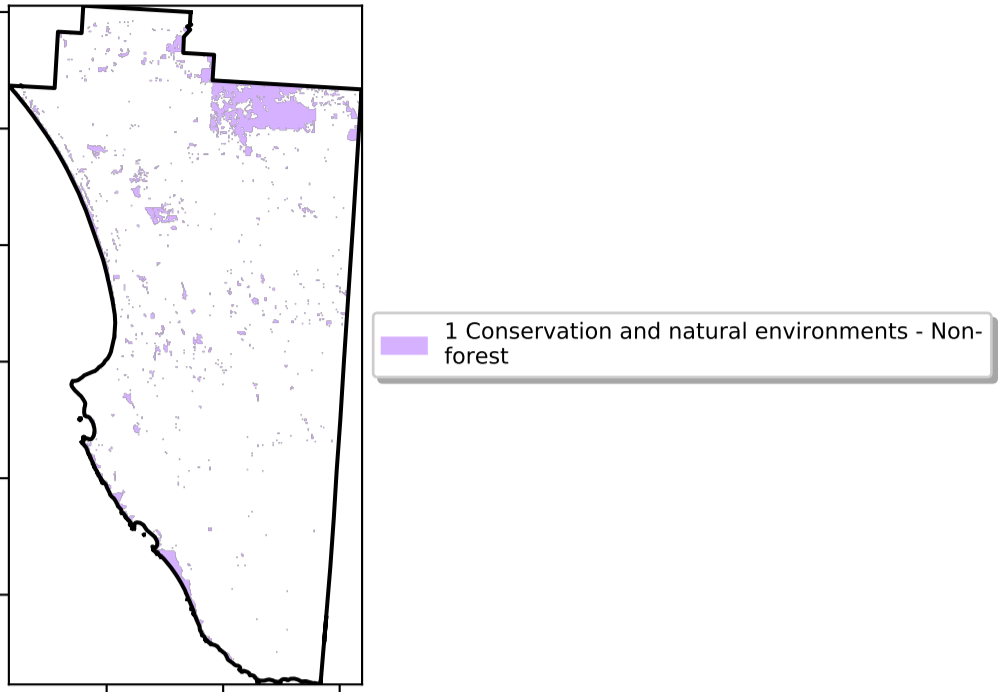 1 Conservation and natural environments - Non-
forest